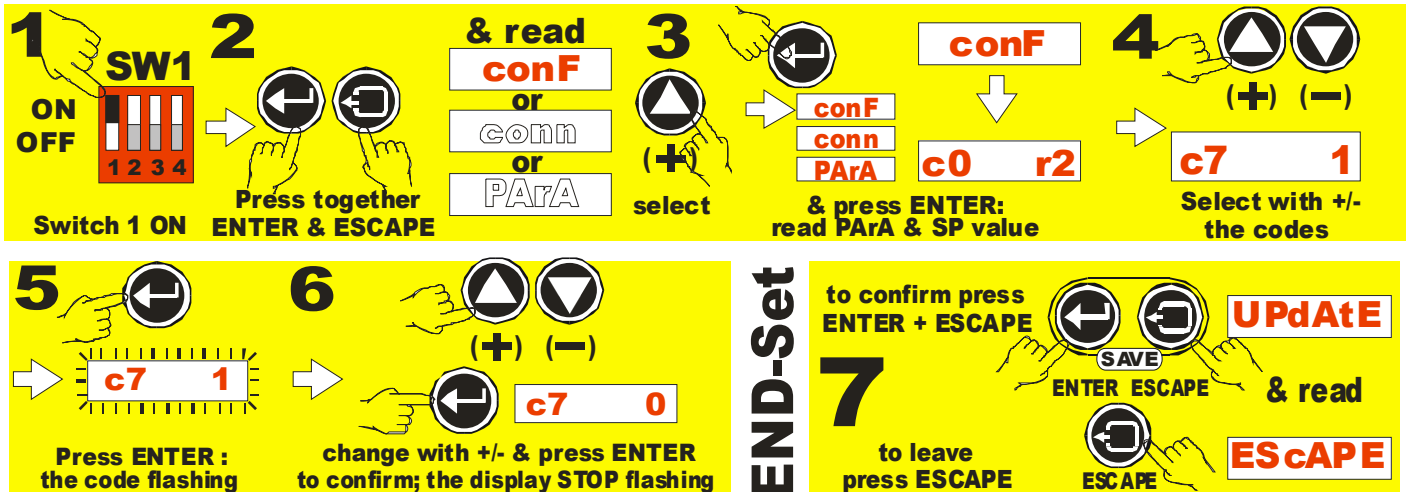 1
SW1
ON
OFF
1 2 3 4
Switch 1 ON
2
Press together
ENTER & ESCAPE
& read
conF
or
conn
or
PArA
3
(+)
select
conF
conn
PArA
conF
c0 r2
& press ENTER:
read PArA & SP value
4
(+) (−)
c7 1
Select with +/-
the codes
5
c7 1
Press ENTER :
the code flashing
6
(+) (−)
c7 0
change with +/- & press ENTER
to confirm; the display STOP flashing
END-Set
7
to confirm press
ENTER + ESCAPE
SAVE
ENTER ESCAPE
UPdAtE
& read
to leave
press ESCAPE
ESCAPE
EScAPE